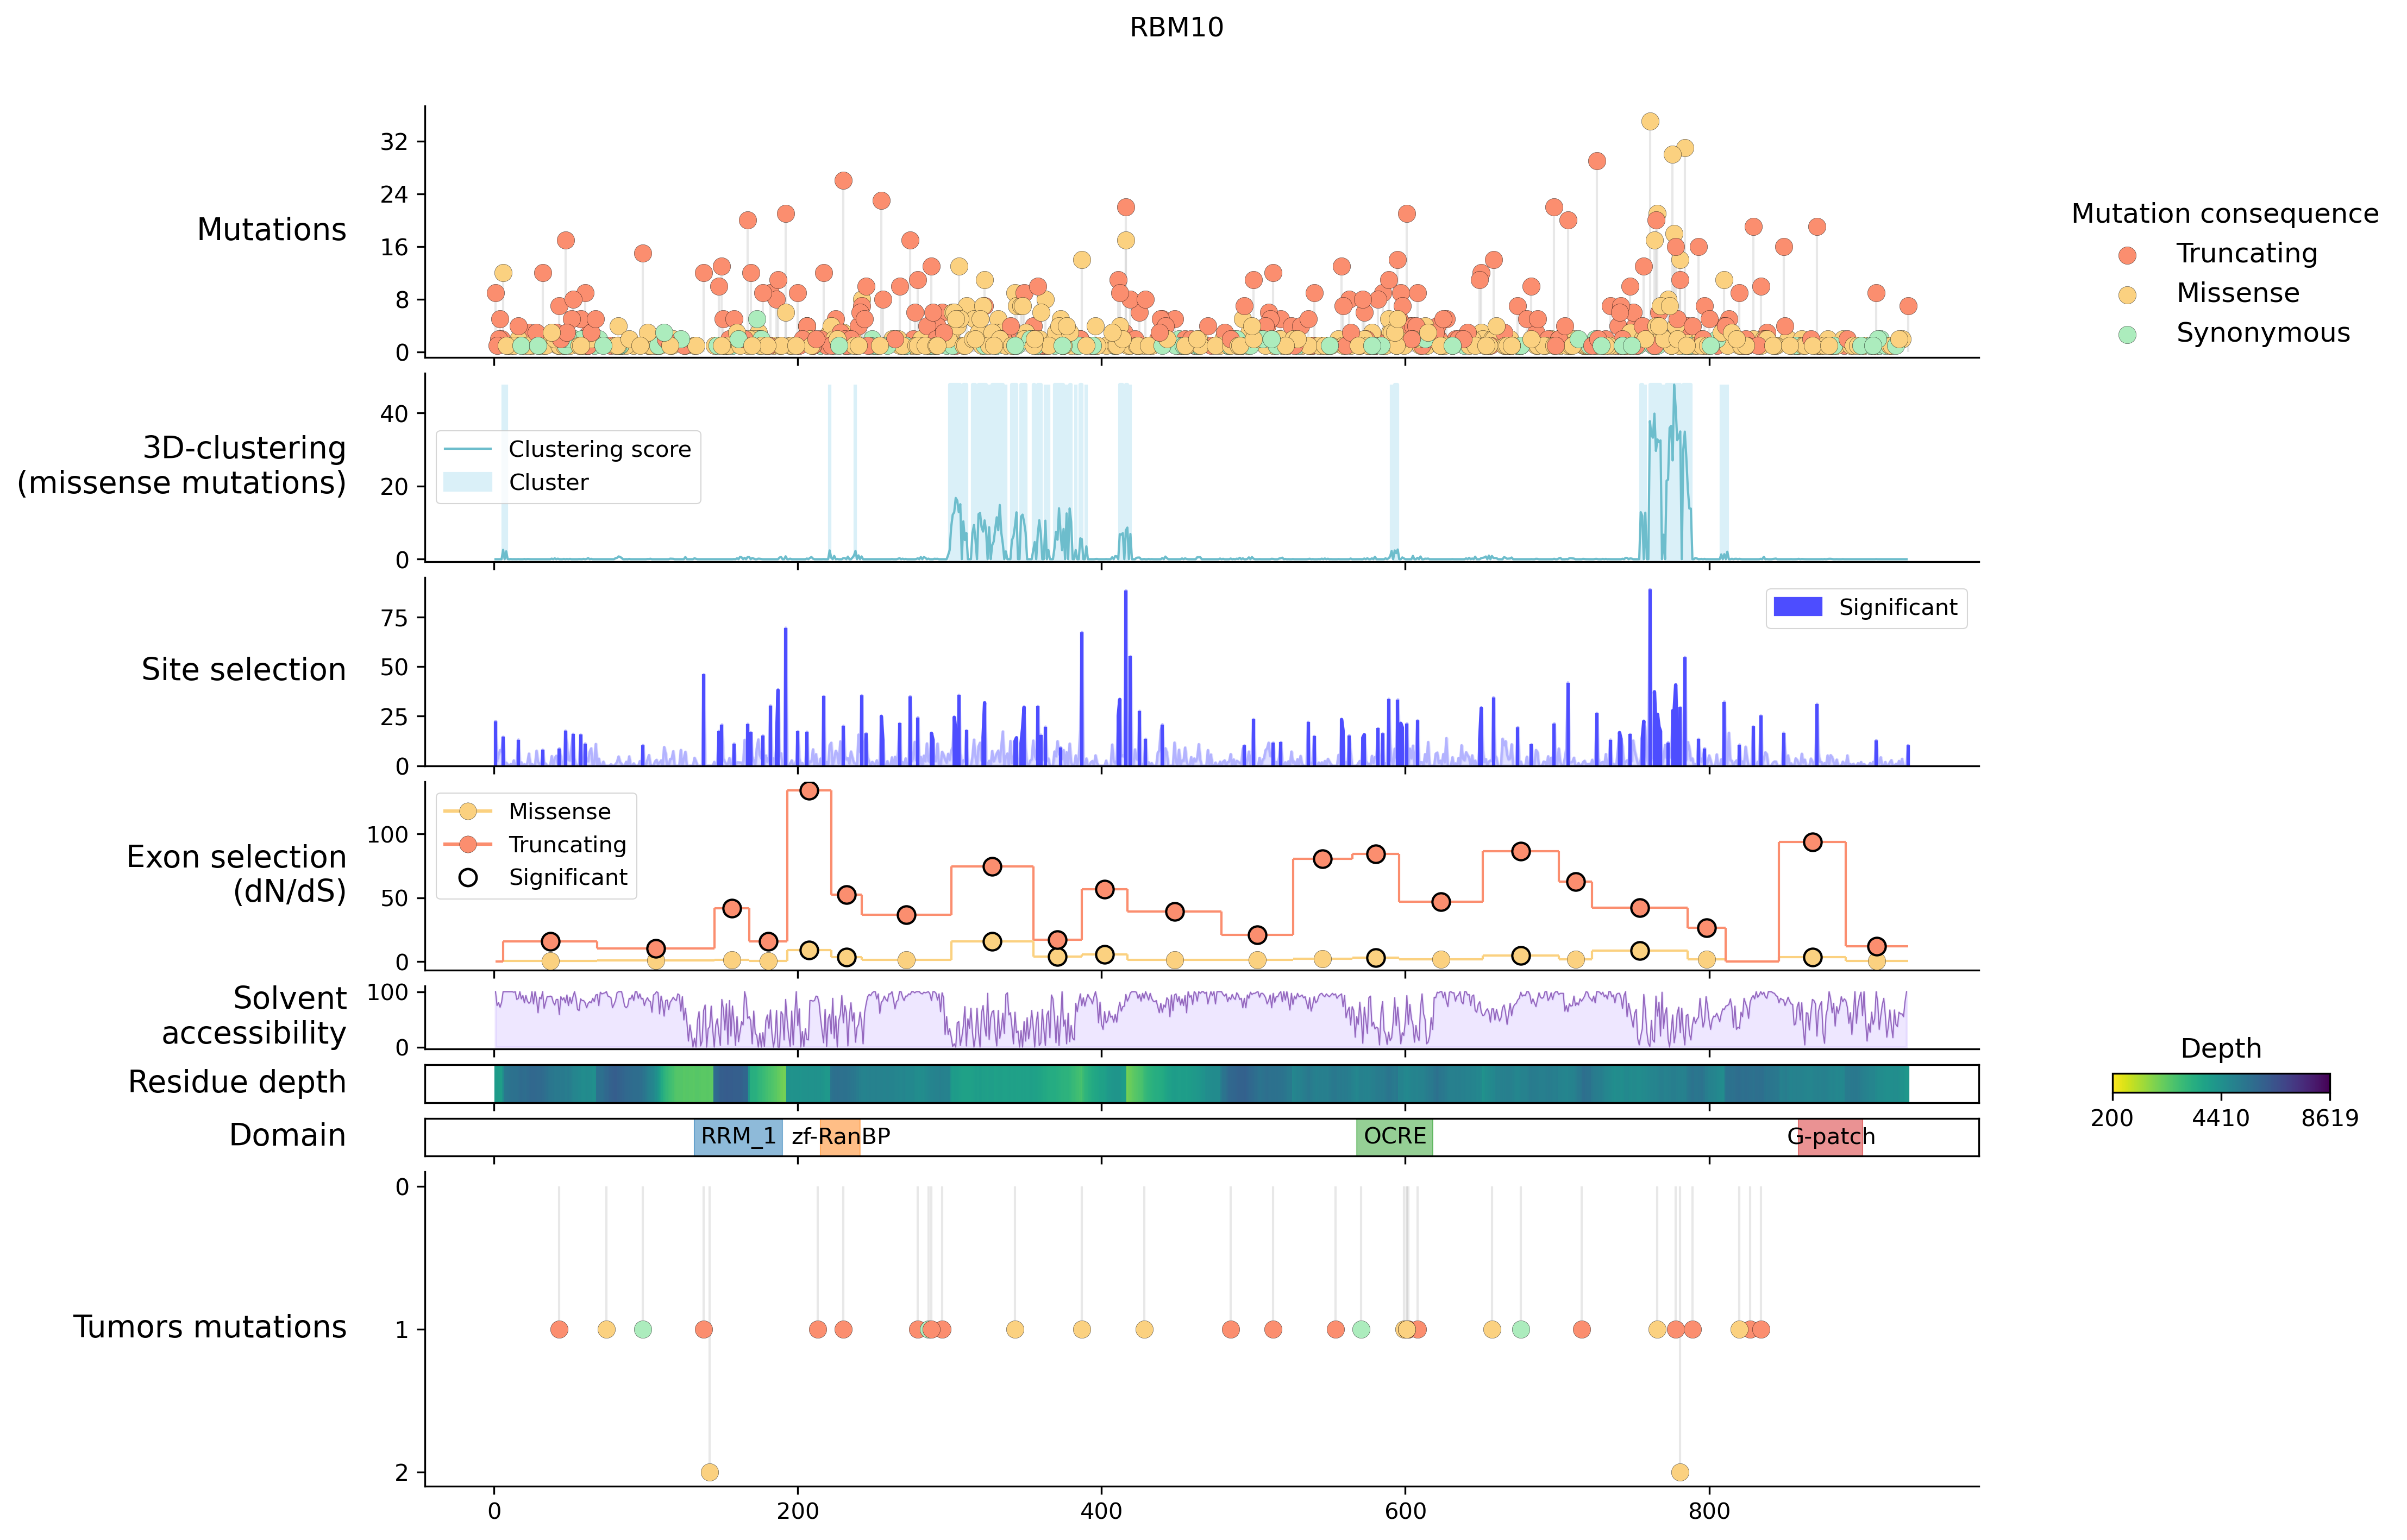 RBM10
Mutations
32
24
16
8
0
Mutation consequence
Truncating
Missense
Synonymous
3D-clustering
(missense mutations)
40
20
0
Clustering score
Cluster
Site selection
75
50
25
0
Significant
Exon selection
(dN/dS)
100
50
0
Missense
Truncating
Significant
Solvent
accessibility
100
0
Residue depth
Depth
200 4410 8619
Domain
RRM_1 zf-RanBP OCRE G-patch
Tumors mutations
0
1
2
0 200 400 600 800